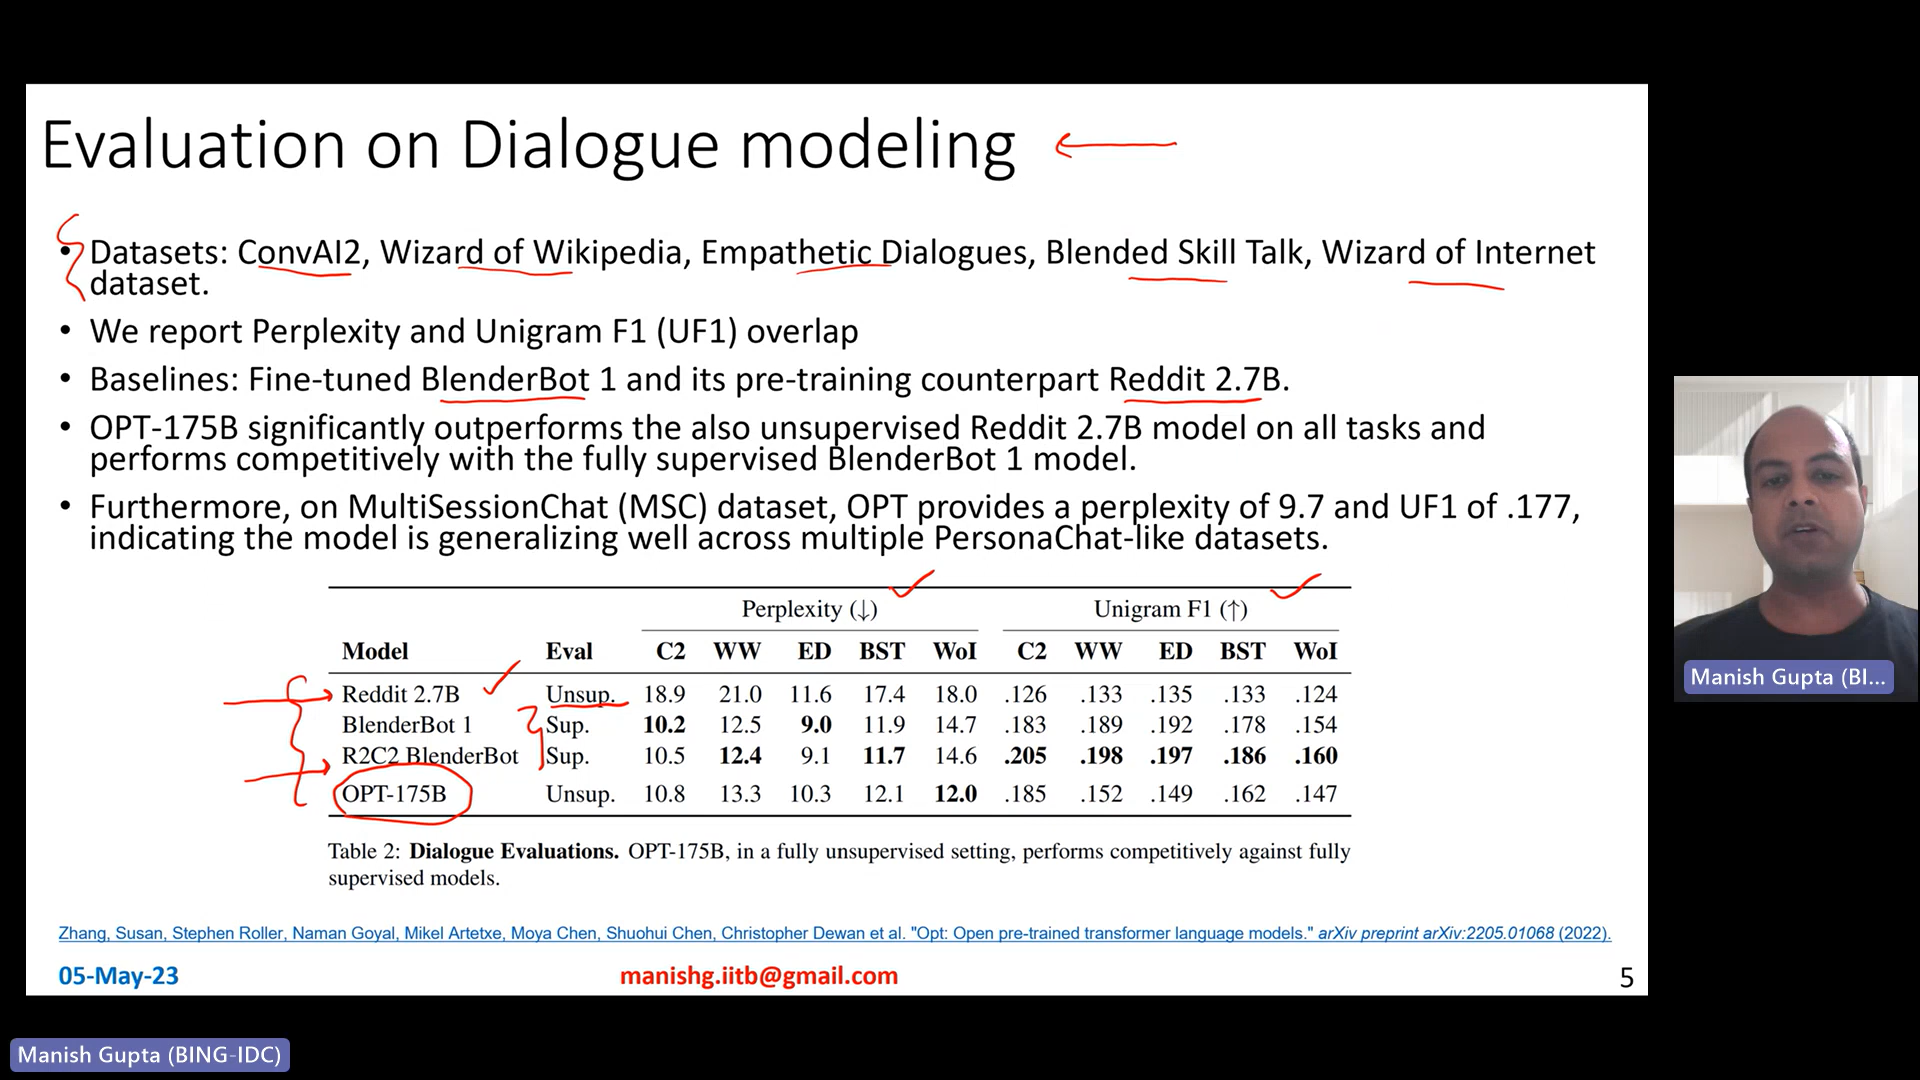 Evaluation on Dialogue modeling
• Datasets: ConvAI2, Wizard of Wikipedia, Empathetic Dialogues, Blended Skill Talk, Wizard of Internet
dataset.
• We report Perplexity and Unigram F1 (UF1) overlap
• Baselines: Fine-tuned BlenderBot 1 and its pre-training counterpart Reddit 2.7B.
• OPT-175B significantly outperforms the also unsupervised Reddit 2.7B model on all tasks and
performs competitively with the fully supervised BlenderBot 1 model.
• Furthermore, on MultiSessionChat (MSC) dataset, OPT provides a perplexity of 9.7 and UF1 of .177,
indicating the model is generalizing well across multiple PersonaChat-like datasets.
Perplexity (↓) Unigram F1 (↑)
Model Eval C2 WW ED BST WoI C2 WW ED BST WoI
Reddit 2.7B Unsup. 18.9 21.0 11.6 17.4 18.0 .126 .133 .135 .133 .124
BlenderBot 1 Sup. 10.2 12.5 9.0 11.9 14.7 .183 .189 .192 .178 .154
R2C2 BlenderBot Sup. 10.5 12.4 9.1 11.7 14.6 .205 .198 .197 .186 .160
OPT-175B Unsup. 10.8 13.3 10.3 12.1 12.0 .185 .152 .149 .162 .147
Table 2: Dialogue Evaluations. OPT-175B, in a fully unsupervised setting, performs competitively against fully
supervised models.
Zhang, Susan, Stephen Roller, Naman Goyal, Mikel Artetxe, Moya Chen, Shuohui Chen, Christopher Dewan et al. "Opt: Open pre-trained transformer language models." arXiv preprint arXiv:2205.01068 (2022).
05-May-23 manishg.iitb@gmail.com 5
Manish Gupta (BI...
Manish Gupta (BING-IDC)